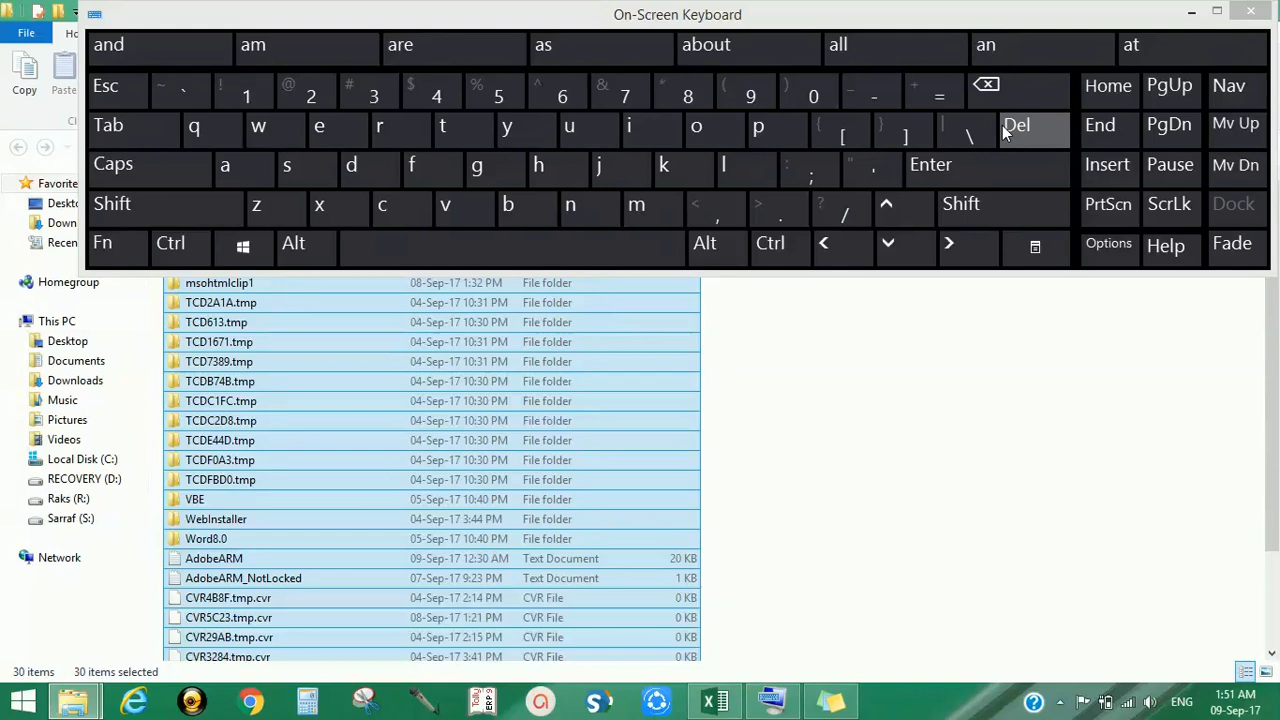 On-Screen Keyboard
File Ho
and am are as about all an at
Esc ~ ` ! 1 @ 2 # 3 $ 4 % 5 ^ 6 & 7 * 8 ( 9 ) 0 _ - + = Home PgUp Nav
Copy Paste
Tab q w e r t y u i o p { [ } ] | \ Del End PgDn Mv Up
Caps a s d f g h j k l : ; " ' Enter Insert Pause Mv Dn
Favorite
Shift z x c v b n m < , > . ? / Shift PrtScn ScrLk Dock
Deskto
Down
Recen
Fn Ctrl Alt Alt Ctrl Options Help Fade
Homegroup
This PC
Desktop
Documents
Downloads
Music
Pictures
Videos
Local Disk (C:)
RECOVERY (D:)
Raks (R:)
Sarraf (S:)
Network
msohtmlclip1 08-Sep-17 1:32 PM File folder
TCD2A1A.tmp 04-Sep-17 10:31 PM File folder
TCD613.tmp 04-Sep-17 10:30 PM File folder
TCD1671.tmp 04-Sep-17 10:31 PM File folder
TCD7389.tmp 04-Sep-17 10:31 PM File folder
TCDB74B.tmp 04-Sep-17 10:30 PM File folder
TCDC1FC.tmp 04-Sep-17 10:30 PM File folder
TCDC2D8.tmp 04-Sep-17 10:30 PM File folder
TCDE44D.tmp 04-Sep-17 10:30 PM File folder
TCDF0A3.tmp 04-Sep-17 10:30 PM File folder
TCDFBD0.tmp 04-Sep-17 10:30 PM File folder
VBE 05-Sep-17 10:40 PM File folder
WebInstaller 04-Sep-17 3:44 PM File folder
Word8.0 05-Sep-17 10:40 PM File folder
AdobeARM 09-Sep-17 12:30 AM Text Document 20 KB
AdobeARM_NotLocked 07-Sep-17 9:23 PM Text Document 1 KB
CVR4B8F.tmp.cvr 04-Sep-17 2:14 PM CVR File 0 KB
CVR5C23.tmp.cvr 08-Sep-17 1:21 PM CVR File 0 KB
CVR29AB.tmp.cvr 04-Sep-17 2:15 PM CVR File 0 KB
CVR3284.tmp.cvr 04-Sep-17 3:41 PM CVR File 0 KB
30 items 30 items selected
ENG 1:51 AM
09-Sep-17